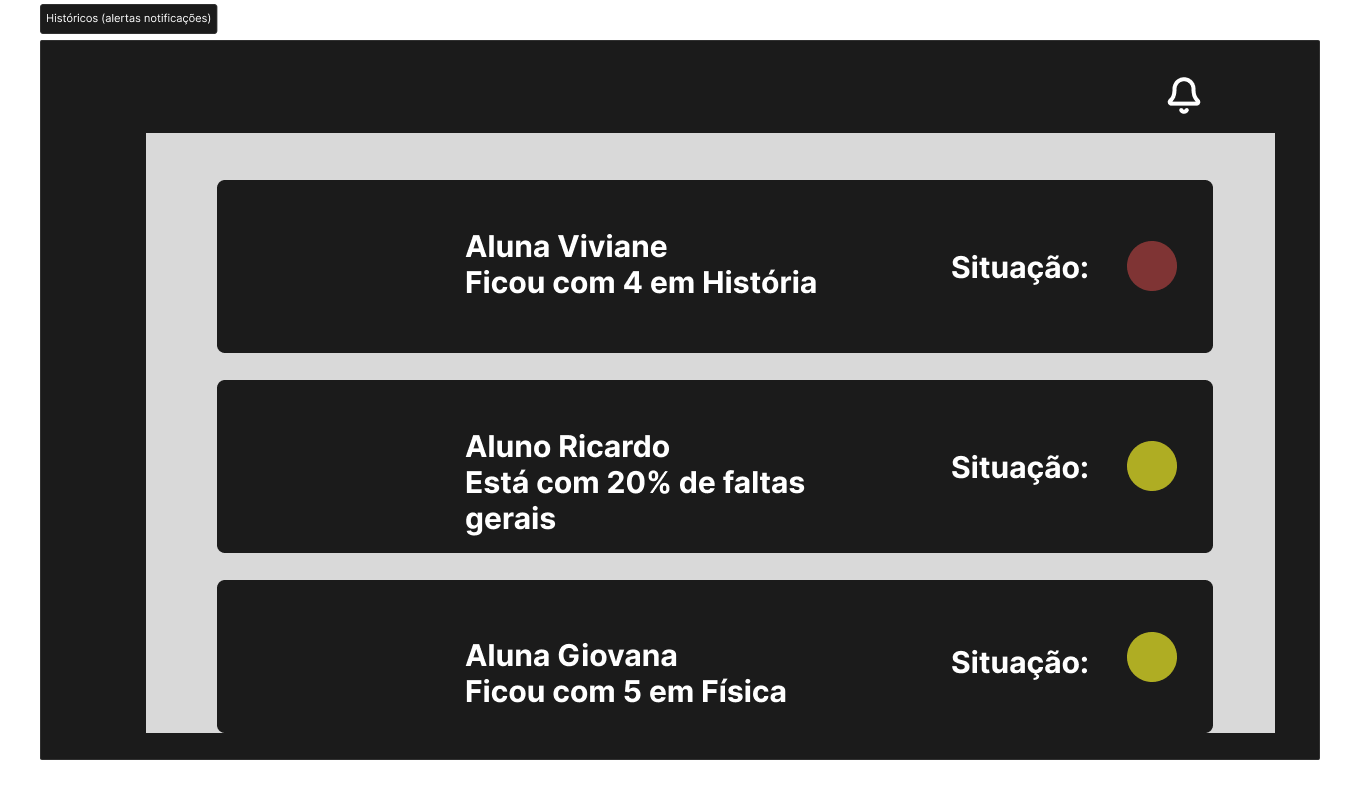 Históricos (alertas notificações)
Aluna Viviane
Ficou com 4 em História
Situação:
Aluno Ricardo
Está com 20% de faltas
gerais
Situação:
Aluna Giovana
Ficou com 5 em Física
Situação: